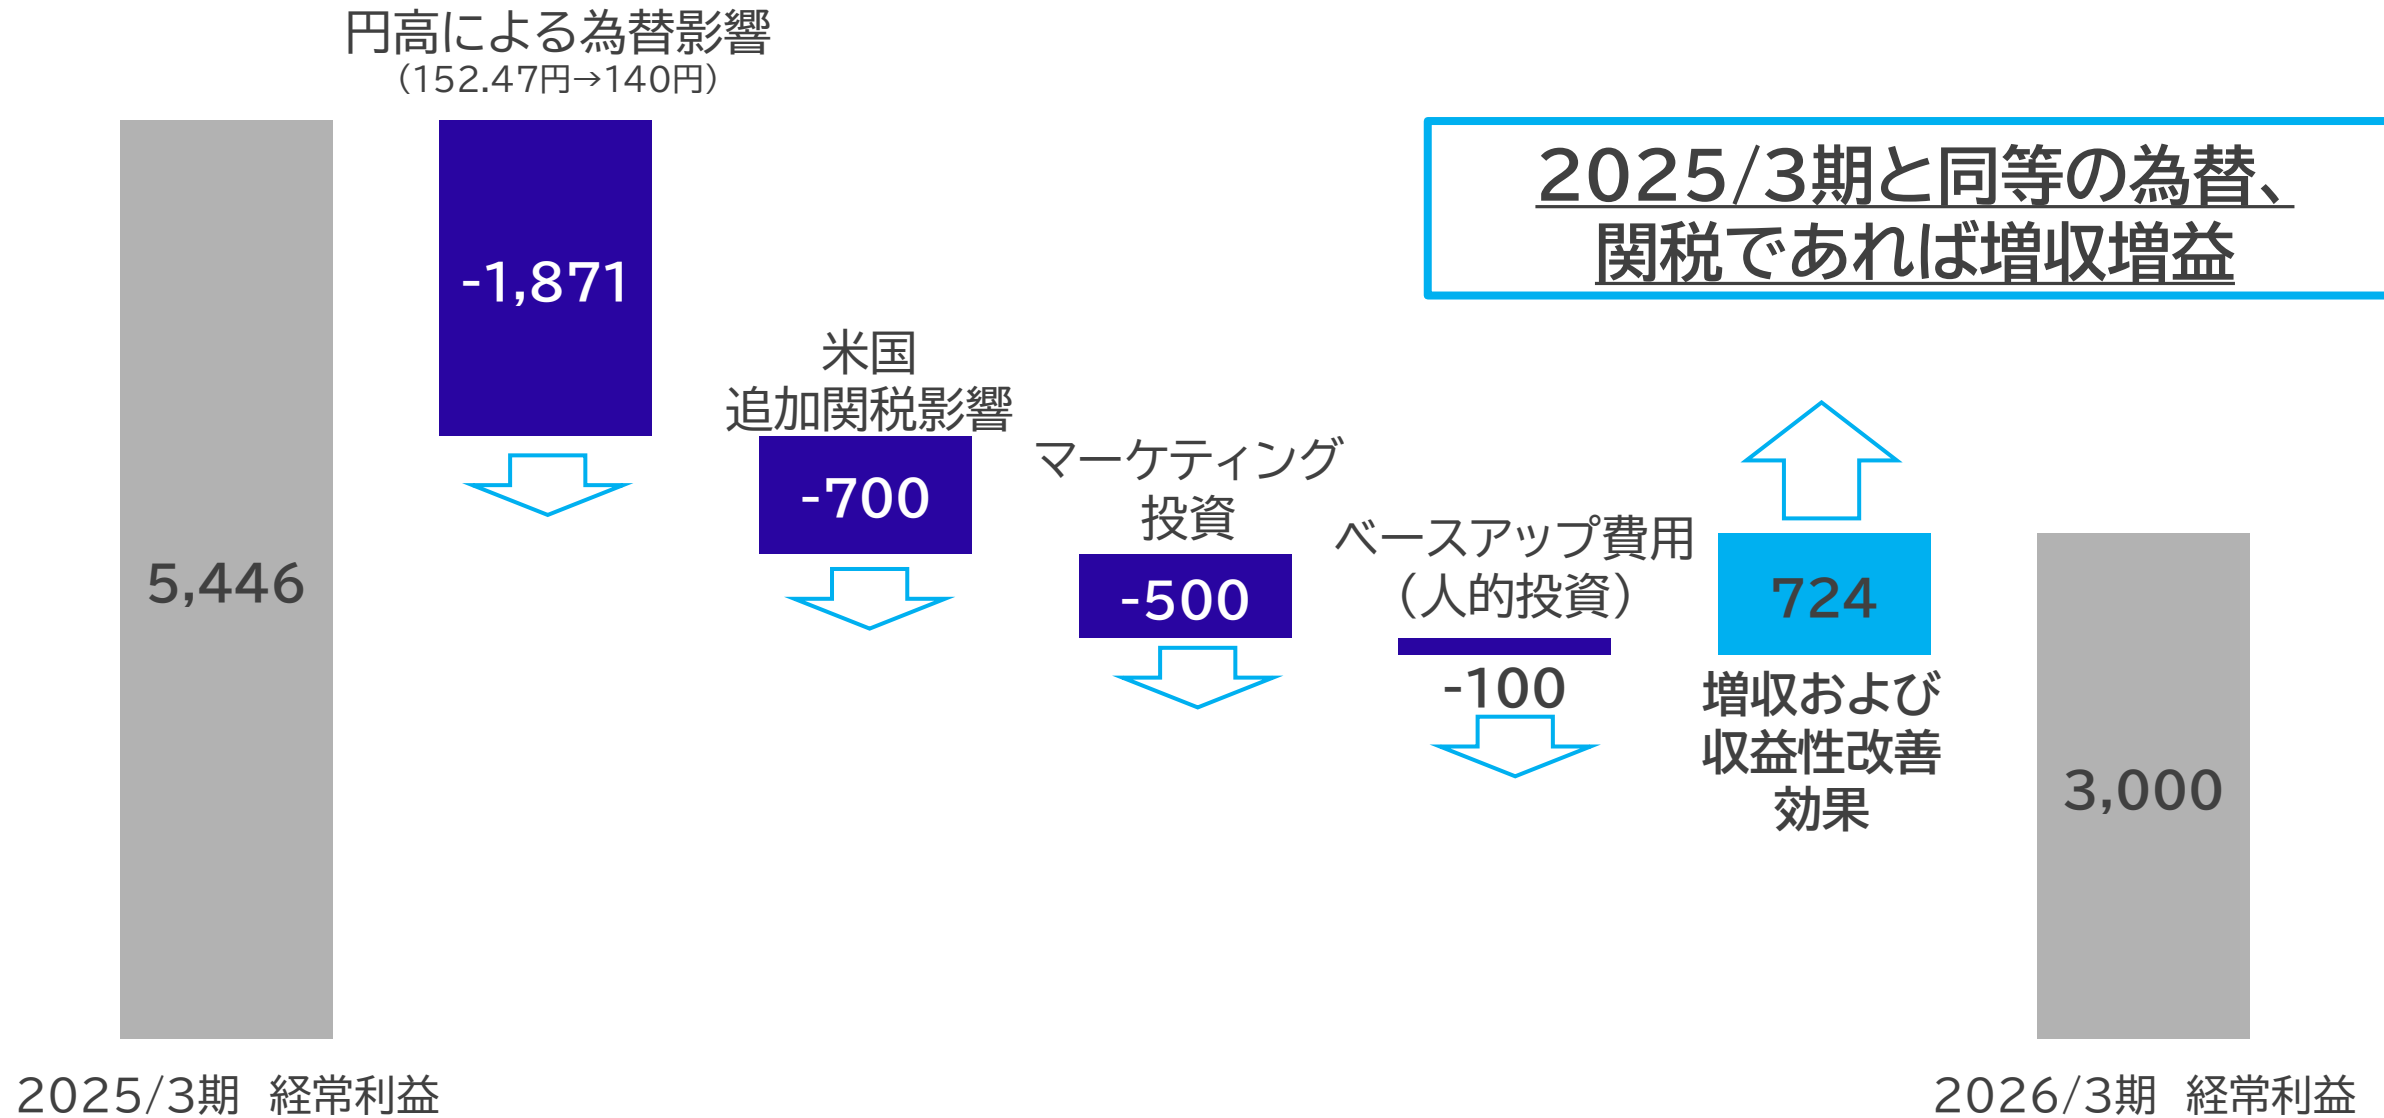 円高による為替影響
（152.47円→140円）
2025/3期と同等の為替、
関税であれば増収増益
-1,871
米国
追加関税影響
-700
マーケティング
投資
-500
ベースアップ費用
（人的投資）
-100
724
増収および
収益性改善
効果
5,446
3,000
2025/3期 経常利益
2026/3期 経常利益